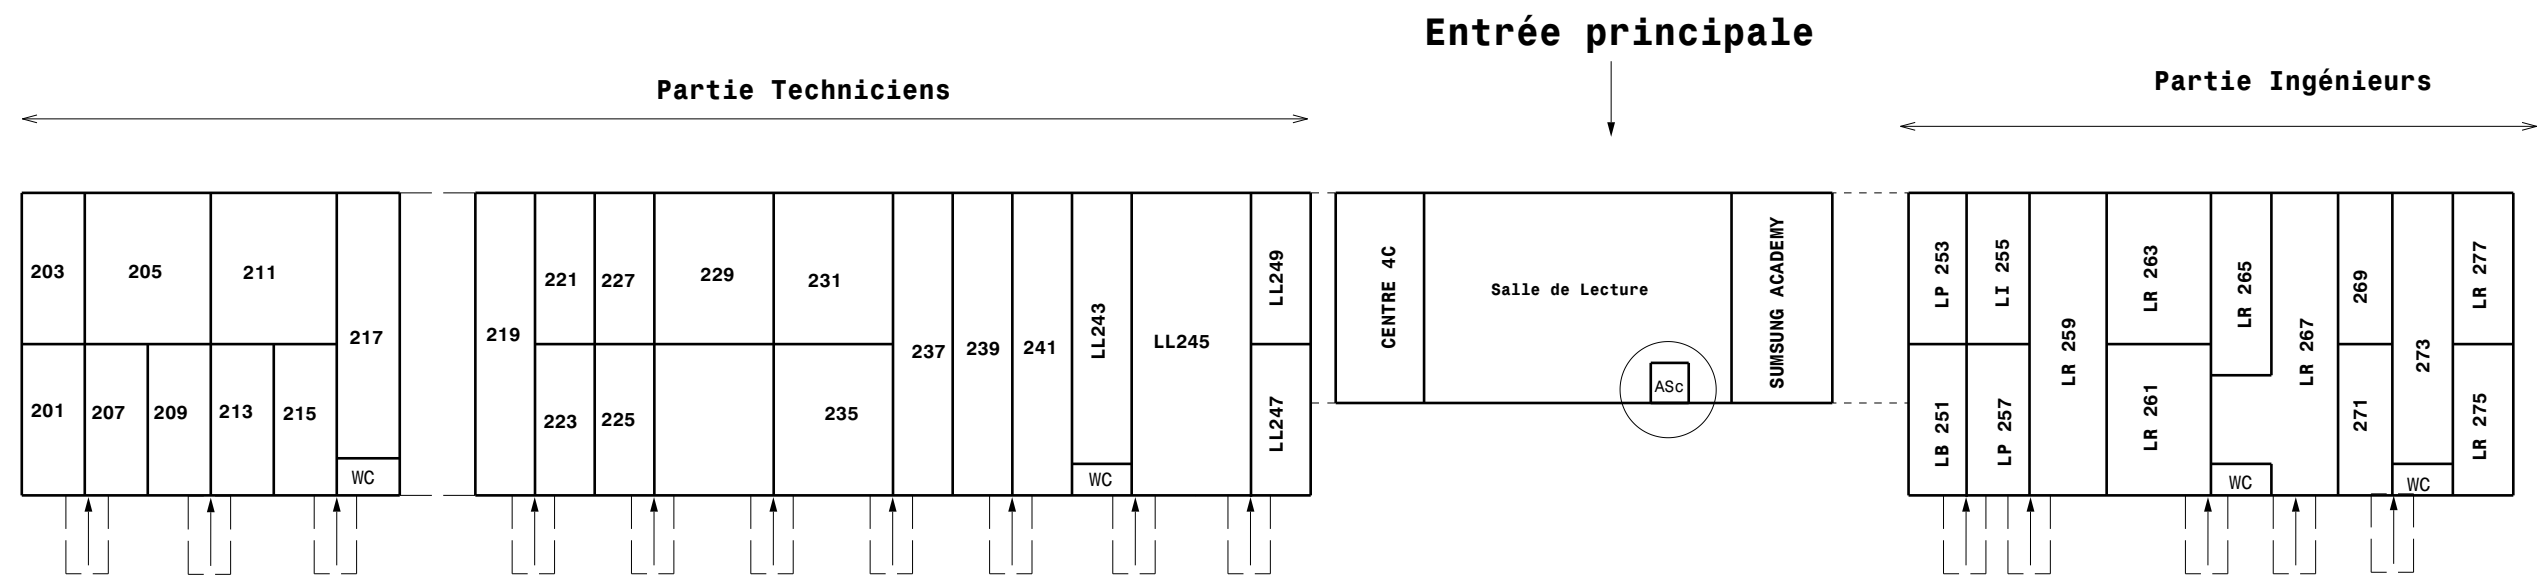 Entrée principale
Partie Techniciens
Partie Ingénieurs
203
205
211
217
201
207
209
213
215
WC
219
221
227
229
231
223
225
235
237
239
241
LL243
WC
LL245
LL249
LL247
CENTRE 4C
Salle de Lecture
ASc
SUMSUNG ACADEMY
LP 253
LI 255
LB 251
LP 257
LR 259
LR 263
LR 261
LR 265
WC
LR 267
269
271
273
WC
LR 277
LR 275